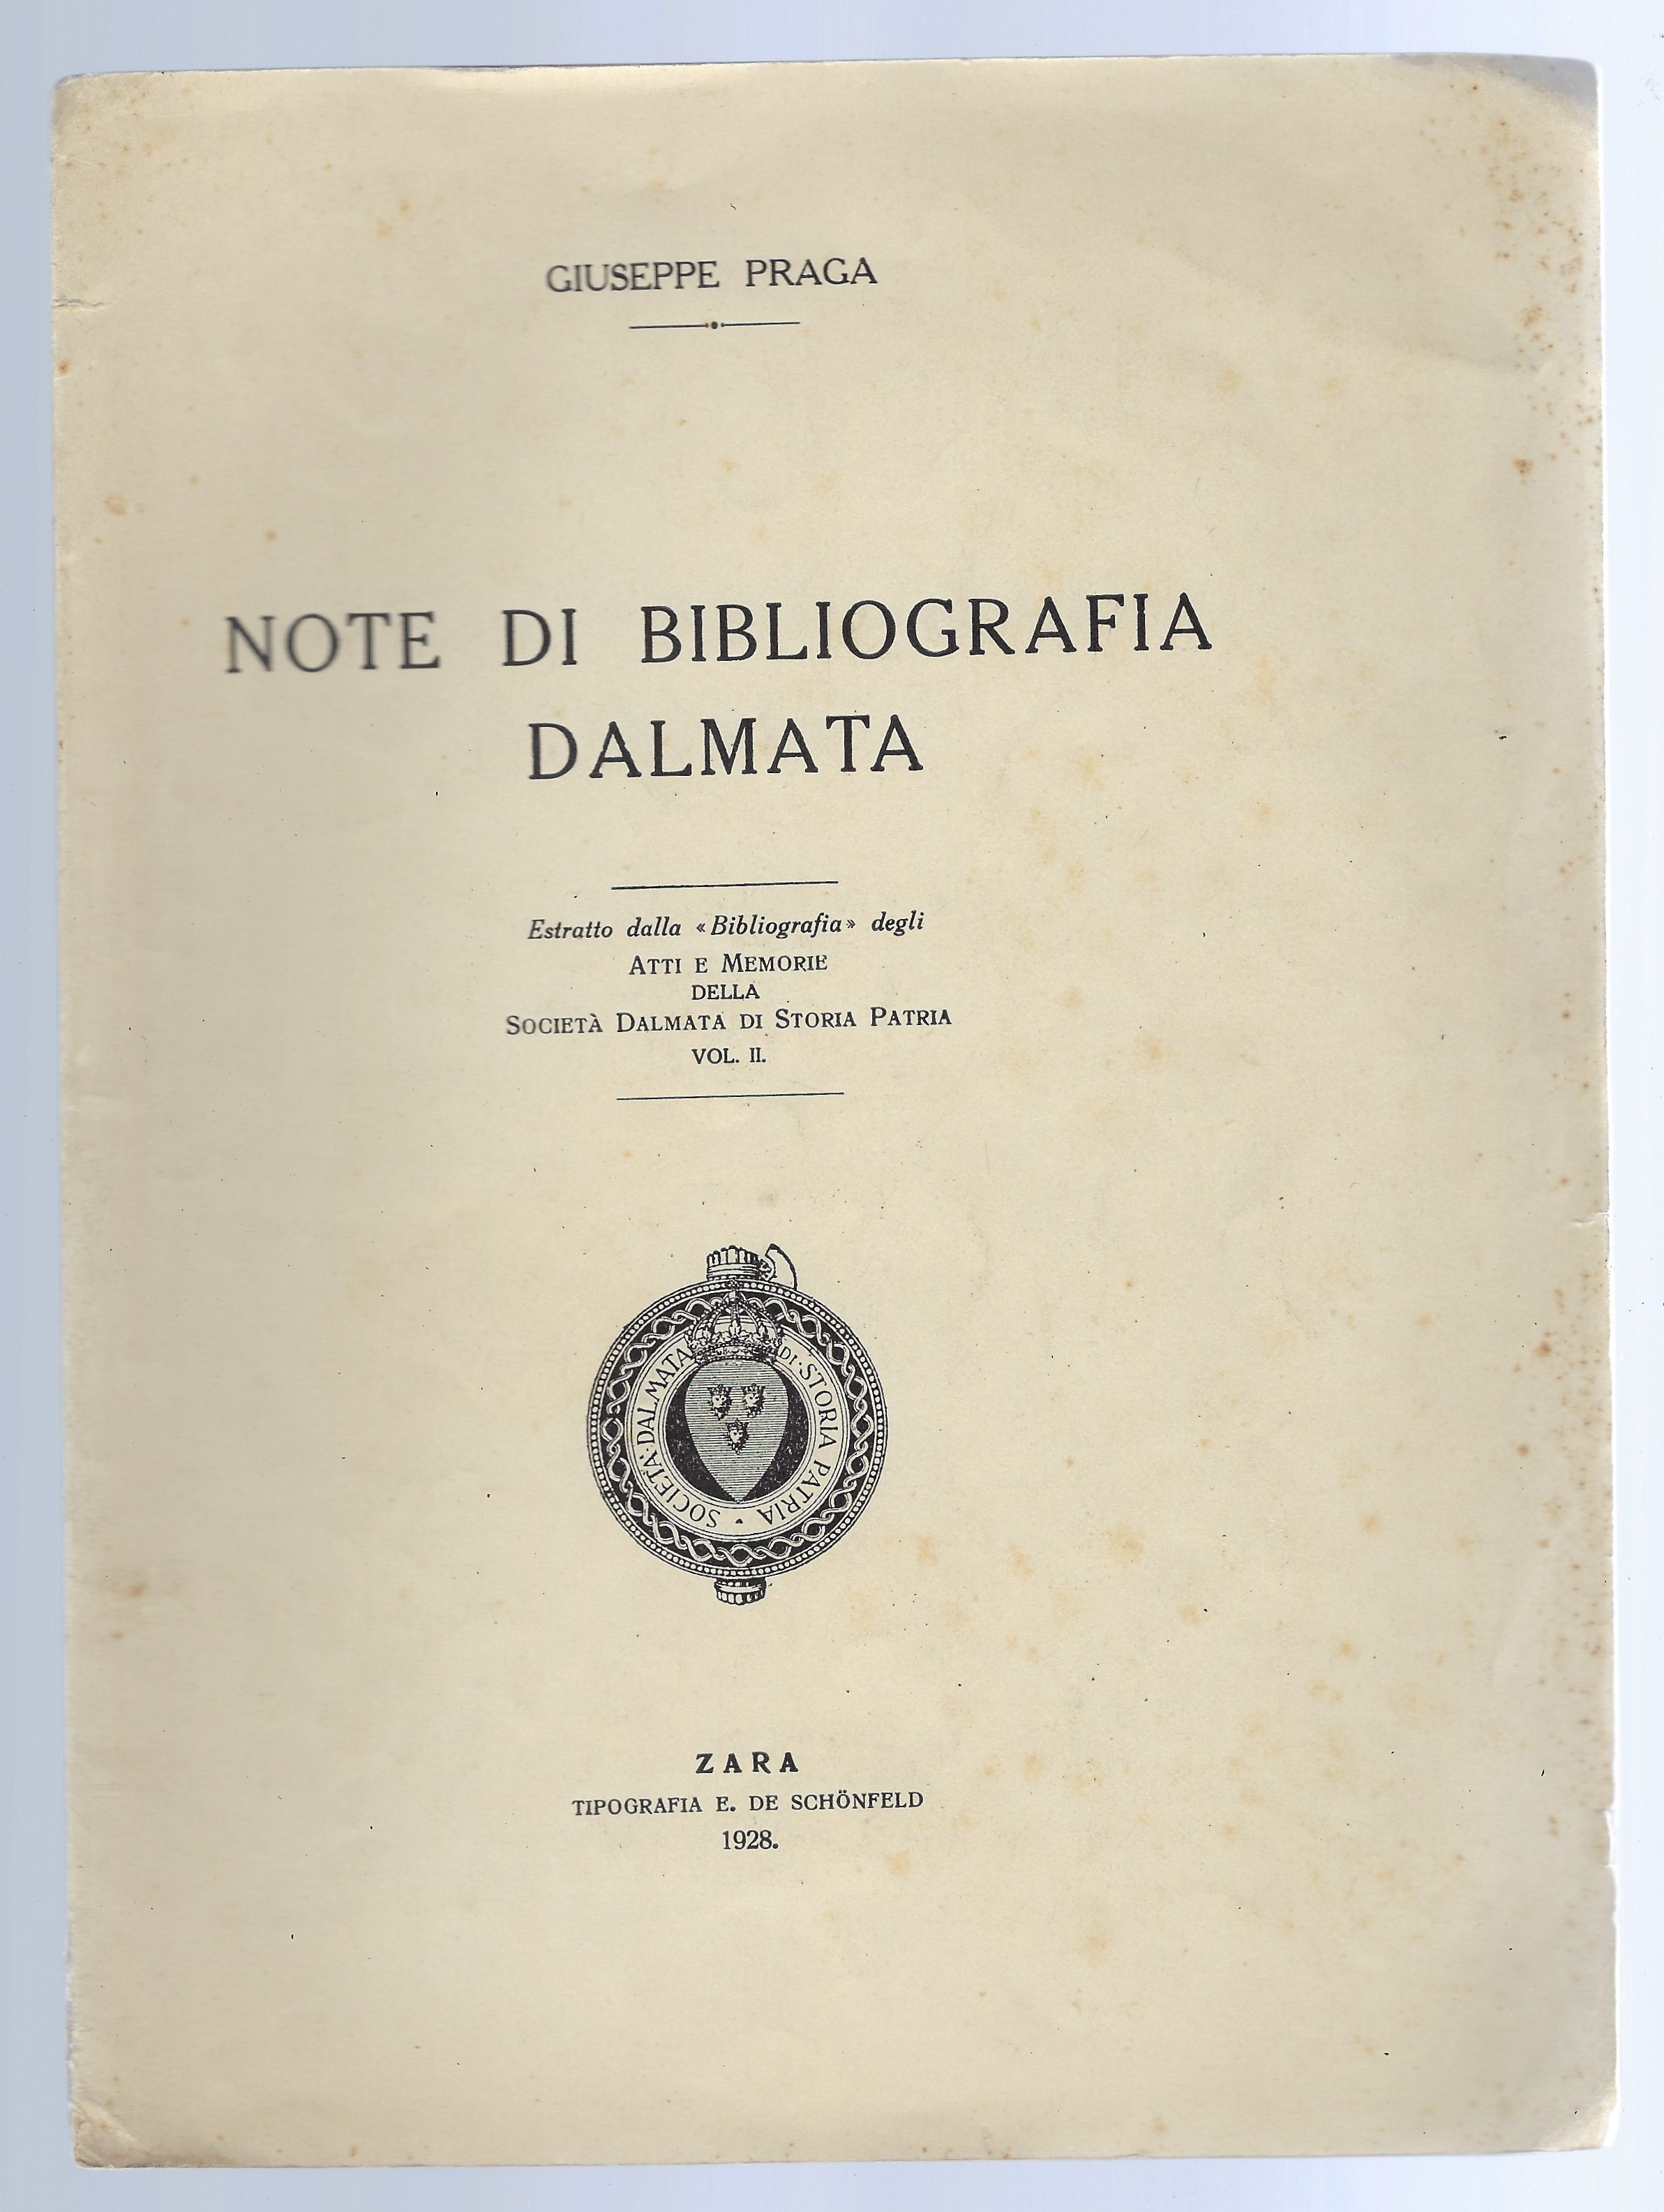 GIUSEPPE PRAGA
NOTE DI BIBLIOGRAFIA
DALMATA
Estratto dalla «Bibliografia» degli
ATTI E MEMORIE
DELLA
SOCIETÀ DALMATA DI STORIA PATRIA
VOL. II.
SOCIETÀ·DALMATA DI·STORIA PATRIA ·
ZARA
TIPOGRAFIA E. DE SCHÖNFELD
1928.